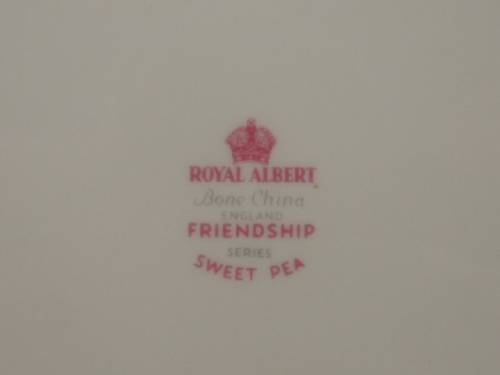 ROYAL ALBERT
Bone China
ENGLAND
FRIENDSHIP
SERIES
SWEET PEA